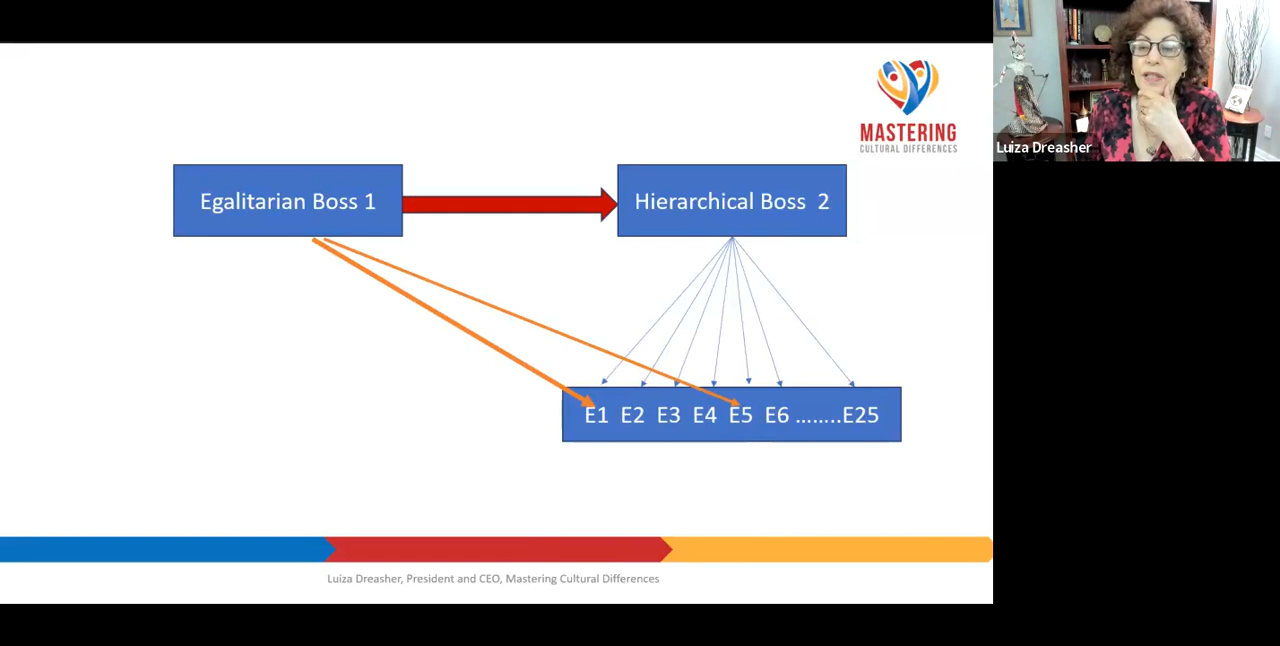 MASTERING
CULTURAL DIFFERENCES
Luiza Dreasher
Egalitarian Boss 1
Hierarchical Boss 2
E1 E2 E3 E4 E5 E6 ........E25
Luiza Dreasher, President and CEO, Mastering Cultural Differences